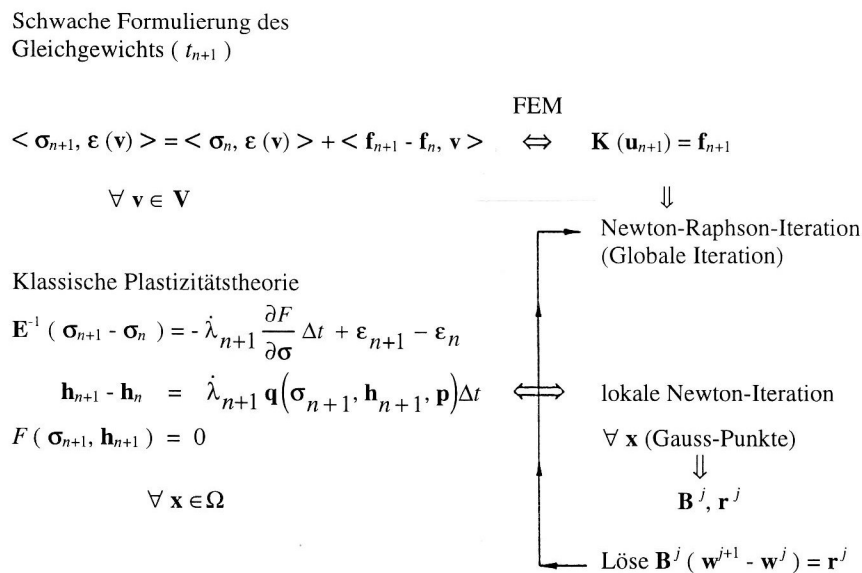 Schwache Formulierung des
Gleichgewichts ( t_{n+1} )
FEM
< σ_{n+1}, ε (v) > = < σ_n, ε (v) > + < f_{n+1} - f_n, v > ⇔ K (u_{n+1}) = f_{n+1}
∀ v ∈ V
⇓
Newton-Raphson-Iteration
(Globale Iteration)
Klassische Plastizitätstheorie
E^{-1} ( σ_{n+1} - σ_n ) = - λ̇_{n+1} ∂F/∂σ Δt + ε_{n+1} − ε_n
h_{n+1} - h_n = λ̇_{n+1} q(σ_{n+1}, h_{n+1}, p)Δt ⇔ lokale Newton-Iteration
F ( σ_{n+1}, h_{n+1} ) = 0
∀ x (Gauss-Punkte)
⇓
∀ x ∈ Ω
B^j, r^j
Löse B^j ( w^{j+1} - w^j ) = r^j